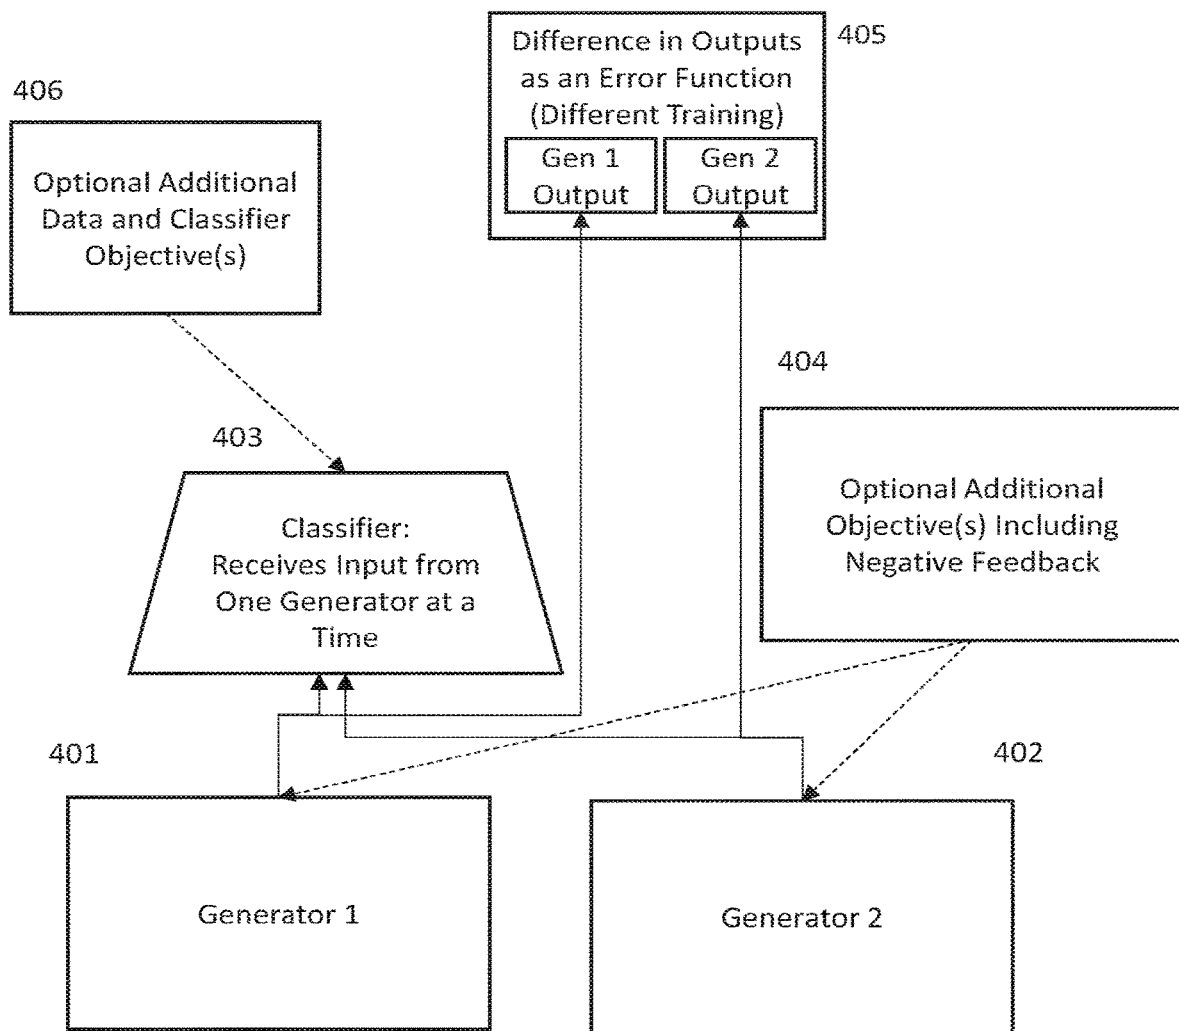 405
Difference in Outputs
as an Error Function
(Different Training)
Gen 1
Output
Gen 2
Output
406
Optional Additional
Data and Classifier
Objective(s)
404
Optional Additional
Objective(s) Including
Negative Feedback
403
Classifier:
Receives Input from
One Generator at a
Time
401
Generator 1
402
Generator 2